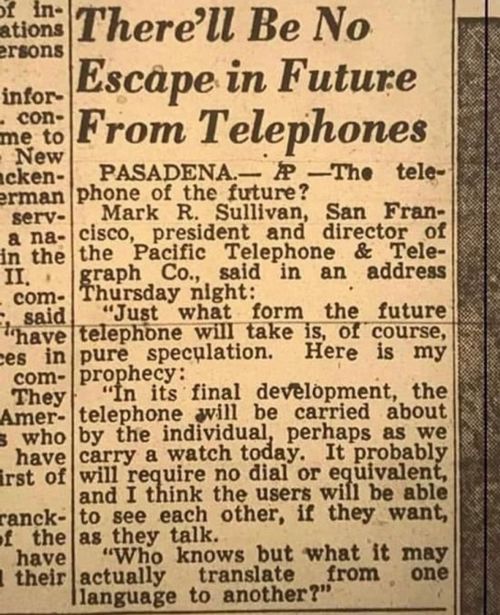 of in-
ations
ersons
infor-
. con-
me to
New
acken-
erman
serv-
a na-
in the
II.
com-
, said
"have
ces in
com-
They
Amer-
s who
have
irst of
ranck-
of the
have
their
There'll Be No
Escape in Future
From Telephones
PASADENA.— AP —The tele-
phone of the future?
Mark R. Sullivan, San Fran-
cisco, president and director of
the Pacific Telephone & Tele-
graph Co., said in an address
Thursday night:
"Just what form the future
telephone will take is, of course,
pure speculation. Here is my
prophecy:
"In its final development, the
telephone will be carried about
by the individual, perhaps as we
carry a watch today. It probably
will require no dial or equivalent,
and I think the users will be able
to see each other, if they want,
as they talk.
"Who knows but what it may
actually translate from one
language to another?"